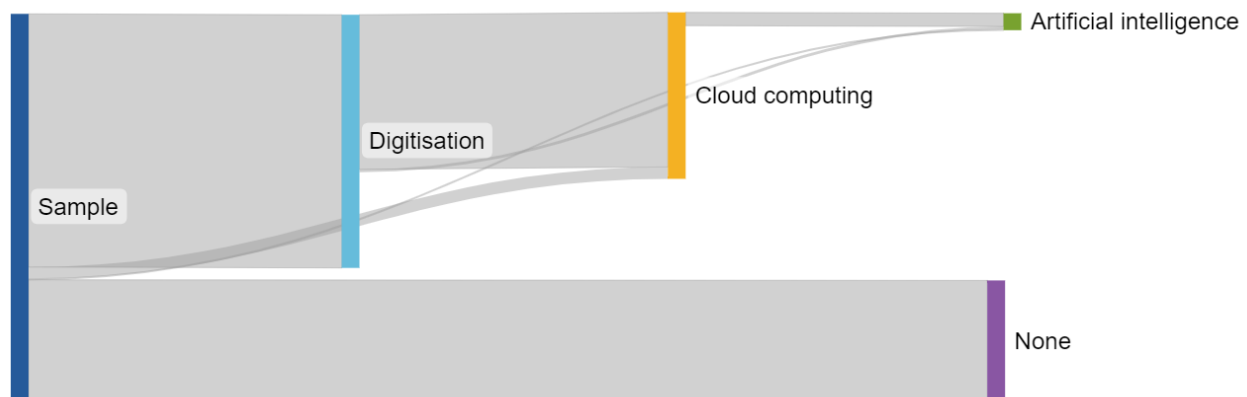 Artificial intelligence
Cloud computing
Digitisation
Sample
None